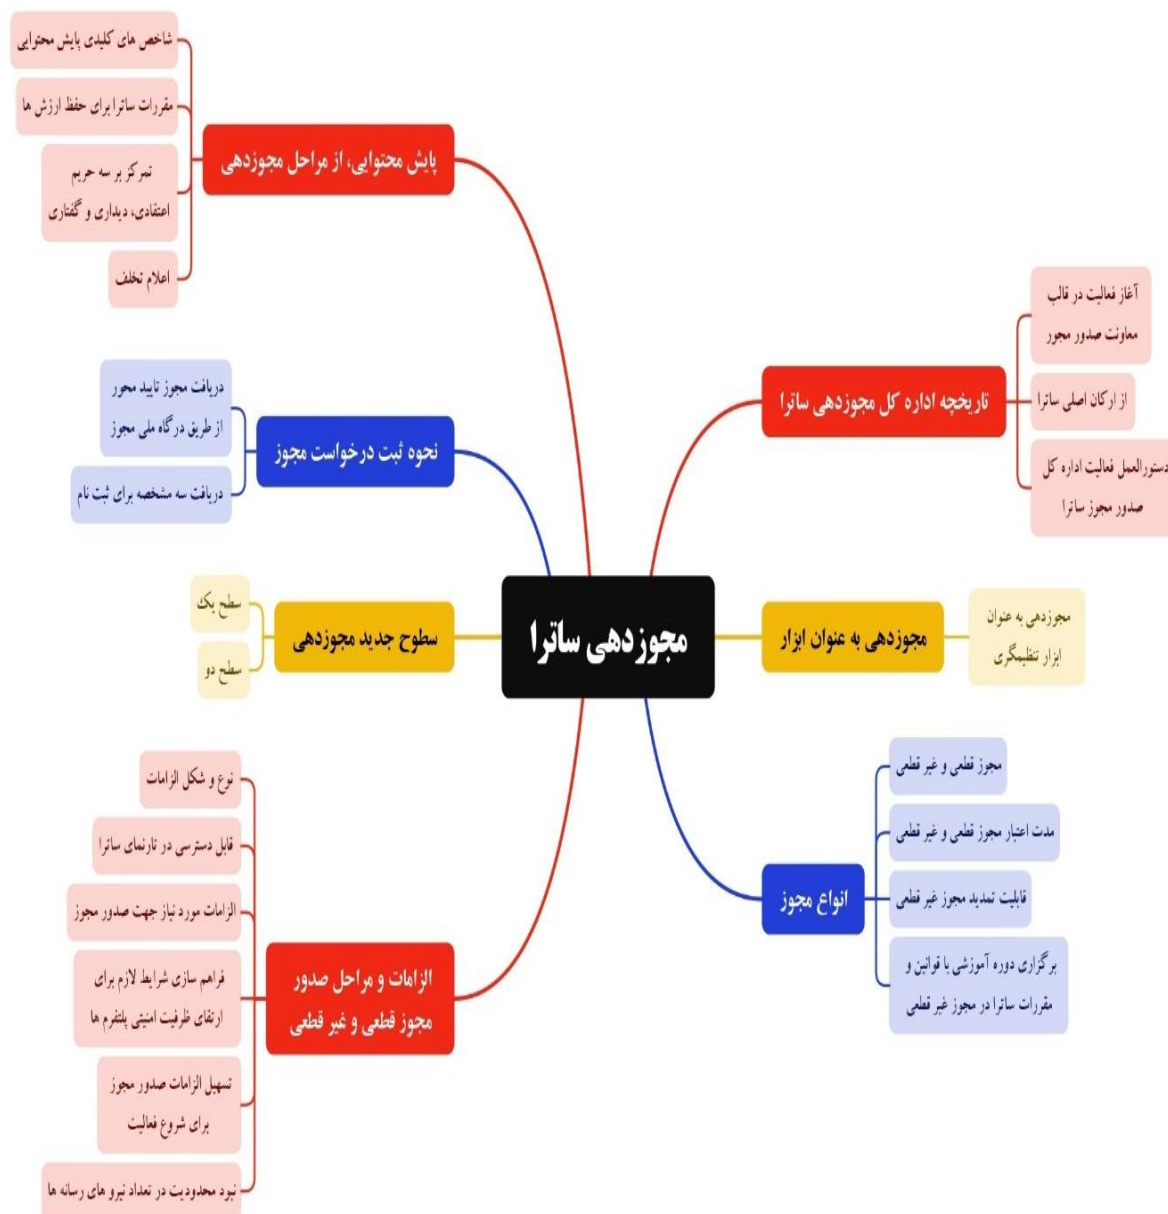 مجوزدهی ساترا
تاریخچه اداره کل مجوزدهی ساترا
آغاز فعالیت در قالب
معاونت صدور مجور
از ارکان اصلی ساترا
دستورالعمل فعالیت اداره کل
صدور مجوز ساترا
مجوزدهی به عنوان ابزار
مجوزدهی به عنوان
ابزار تنظیمگری
انواع مجوز
مجوز قطعی و غیر قطعی
مدت اعتبار مجوز قطعی و غیر قطعی
قابلیت تمدید مجوز غیر قطعی
برگزاری دوره آموزشی با قوانین و
مقررات ساترا در مجوز غیر قطعی
پایش محتوایی، از مراحل مجوزدهی
شاخص های کلیدی پایش محتوایی
مقررات ساترا برای حفظ ارزش ها
تمرکز بر سه حریم
اعتقادی، دیداری و گفتاری
اعلام تخلف
نحوه ثبت درخواست مجوز
دریافت مجوز تایید محور
از طریق درگاه ملی مجوز
دریافت سه مشخصه برای ثبت نام
سطوح جدید مجوزدهی
سطح یک
سطح دو
الزامات و مراحل صدور
مجوز قطعی و غیر قطعی
نوع و شکل الزامات
قابل دسترسی در تارنمای ساترا
الزامات مورد نیاز جهت صدور مجوز
فراهم سازی شرایط لازم برای
ارتقای ظرفیت امنیتی پلتفرم ها
تسهیل الزامات صدور مجوز
برای شروع فعالیت
نبود محدودیت در تعداد نیرو های رسانه ها